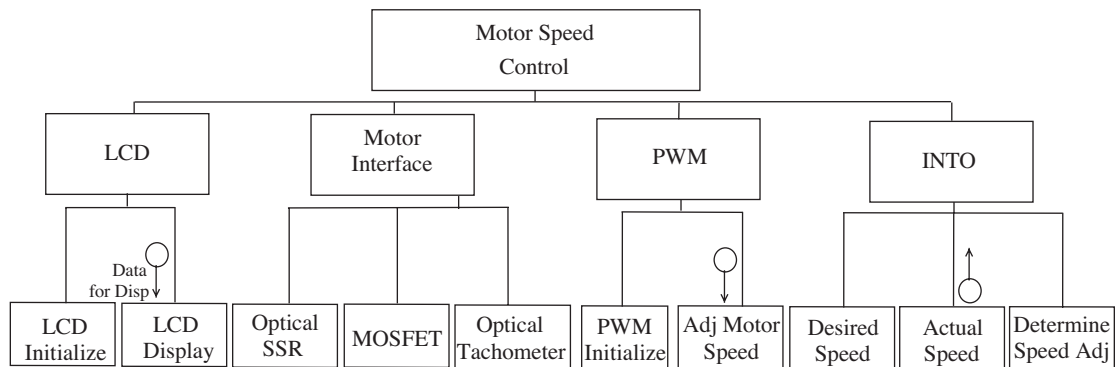 Motor Speed
Control
LCD
Motor
Interface
PWM
INTO
Data
for Disp
LCD
Initialize
LCD
Display
Optical
SSR
MOSFET
Optical
Tachometer
PWM
Initialize
Adj Motor
Speed
Desired
Speed
Actual
Speed
Determine
Speed Adj